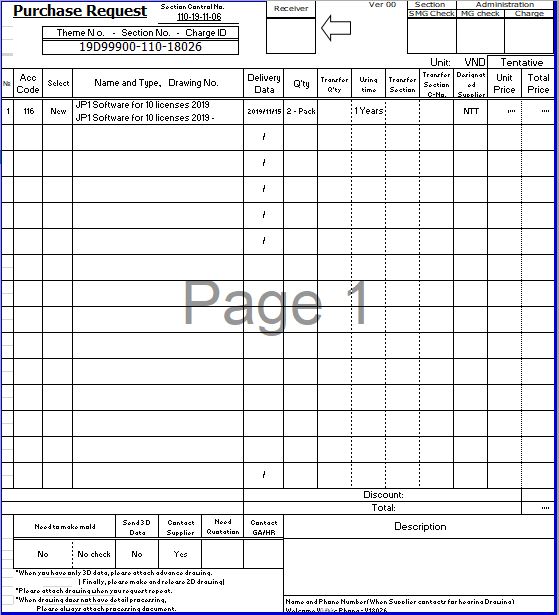 Purchase Request
Section Control No.
110-19-11-06
Theme No. - Section No. - Charge ID
19D99900-110-18026
Receiver
Ver 00
Section Administration
SMG Check MG check Charge
Unit: VND Tentative
№ Acc Code Select Name and Type, Drawing No. Delivery Data Q'ty Transfer Q'ty Using time Transfer Section Transfer Section C-No. Designated Supplier Unit Price Total Price
1 116 New JP1 Software for 10 licenses 2019 2019/11/15 2 - Pack 1 Years NTT
JP1 Software for 10 licenses 2019 -
/
/
/
/
/
Page 1
/
Discount:
Total:
Need to make mold Send 3D Data Contact Supplier Need Quotation Contact GA/HR Description
No No check No Yes
*When you have only 3D data, please attach advance drawing.
[Finally, please make and release 2D drawing]
*Please attach drawing when you request repeat.
*When drawing does not have detail processing,
Please always attach processing document.
Name and Phone Number(When Supplier contacts for hearing Drawing)
Phone - V18026